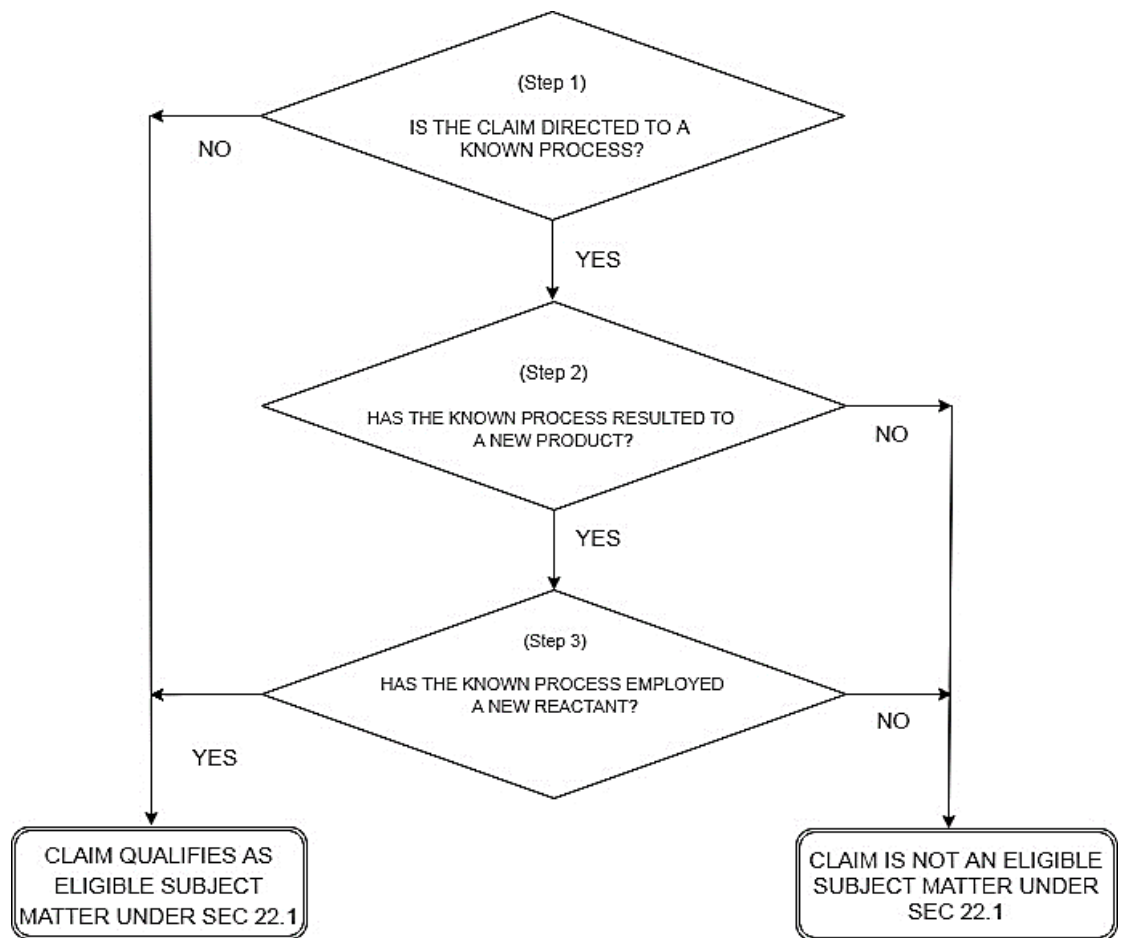 (Step 1)
IS THE CLAIM DIRECTED TO A
KNOWN PROCESS?
NO
YES
(Step 2)
HAS THE KNOWN PROCESS RESULTED TO
A NEW PRODUCT?
NO
YES
(Step 3)
HAS THE KNOWN PROCESS EMPLOYED
A NEW REACTANT?
NO
YES
CLAIM QUALIFIES AS
ELIGIBLE SUBJECT
MATTER UNDER SEC 22.1
CLAIM IS NOT AN ELIGIBLE
SUBJECT MATTER UNDER
SEC 22.1